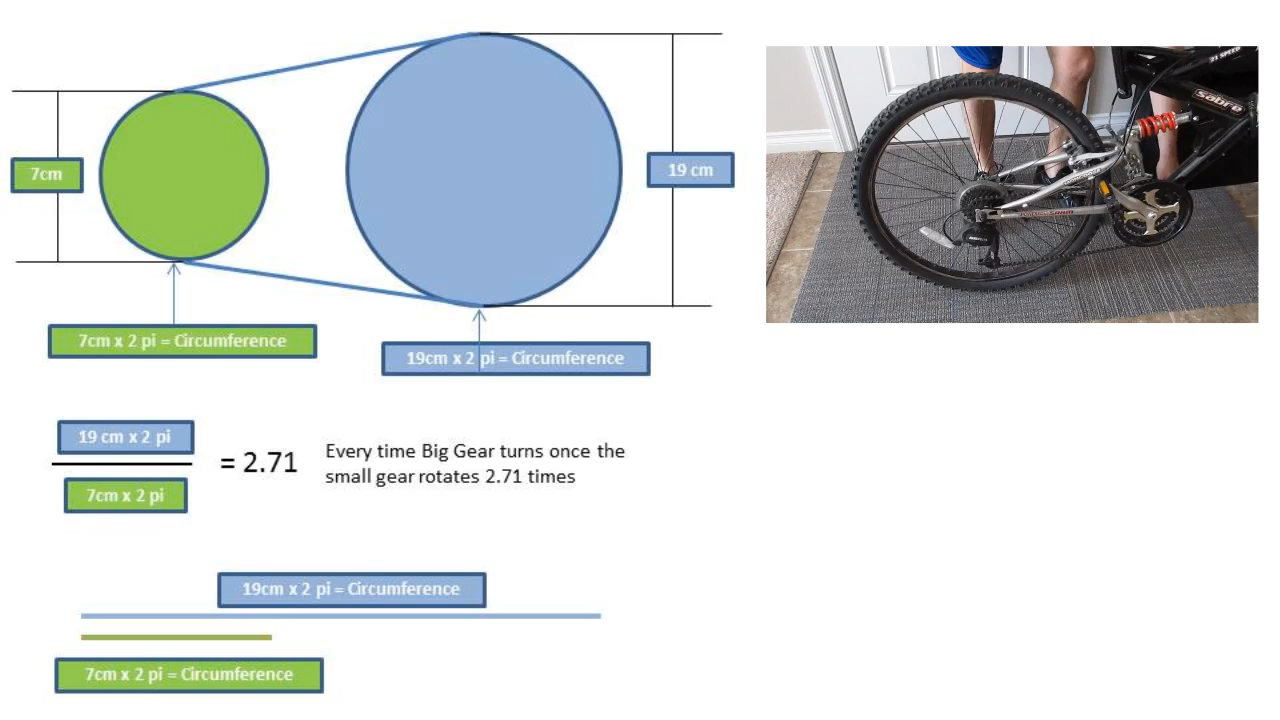 7cm
19 cm
7cm x 2 pi = Circumference
19cm x 2 pi = Circumference
19 cm x 2 pi
7cm x 2 pi
= 2.71
Every time Big Gear turns once the
small gear rotates 2.71 times
19cm x 2 pi = Circumference
7cm x 2 pi = Circumference
21 SPEED
sabre